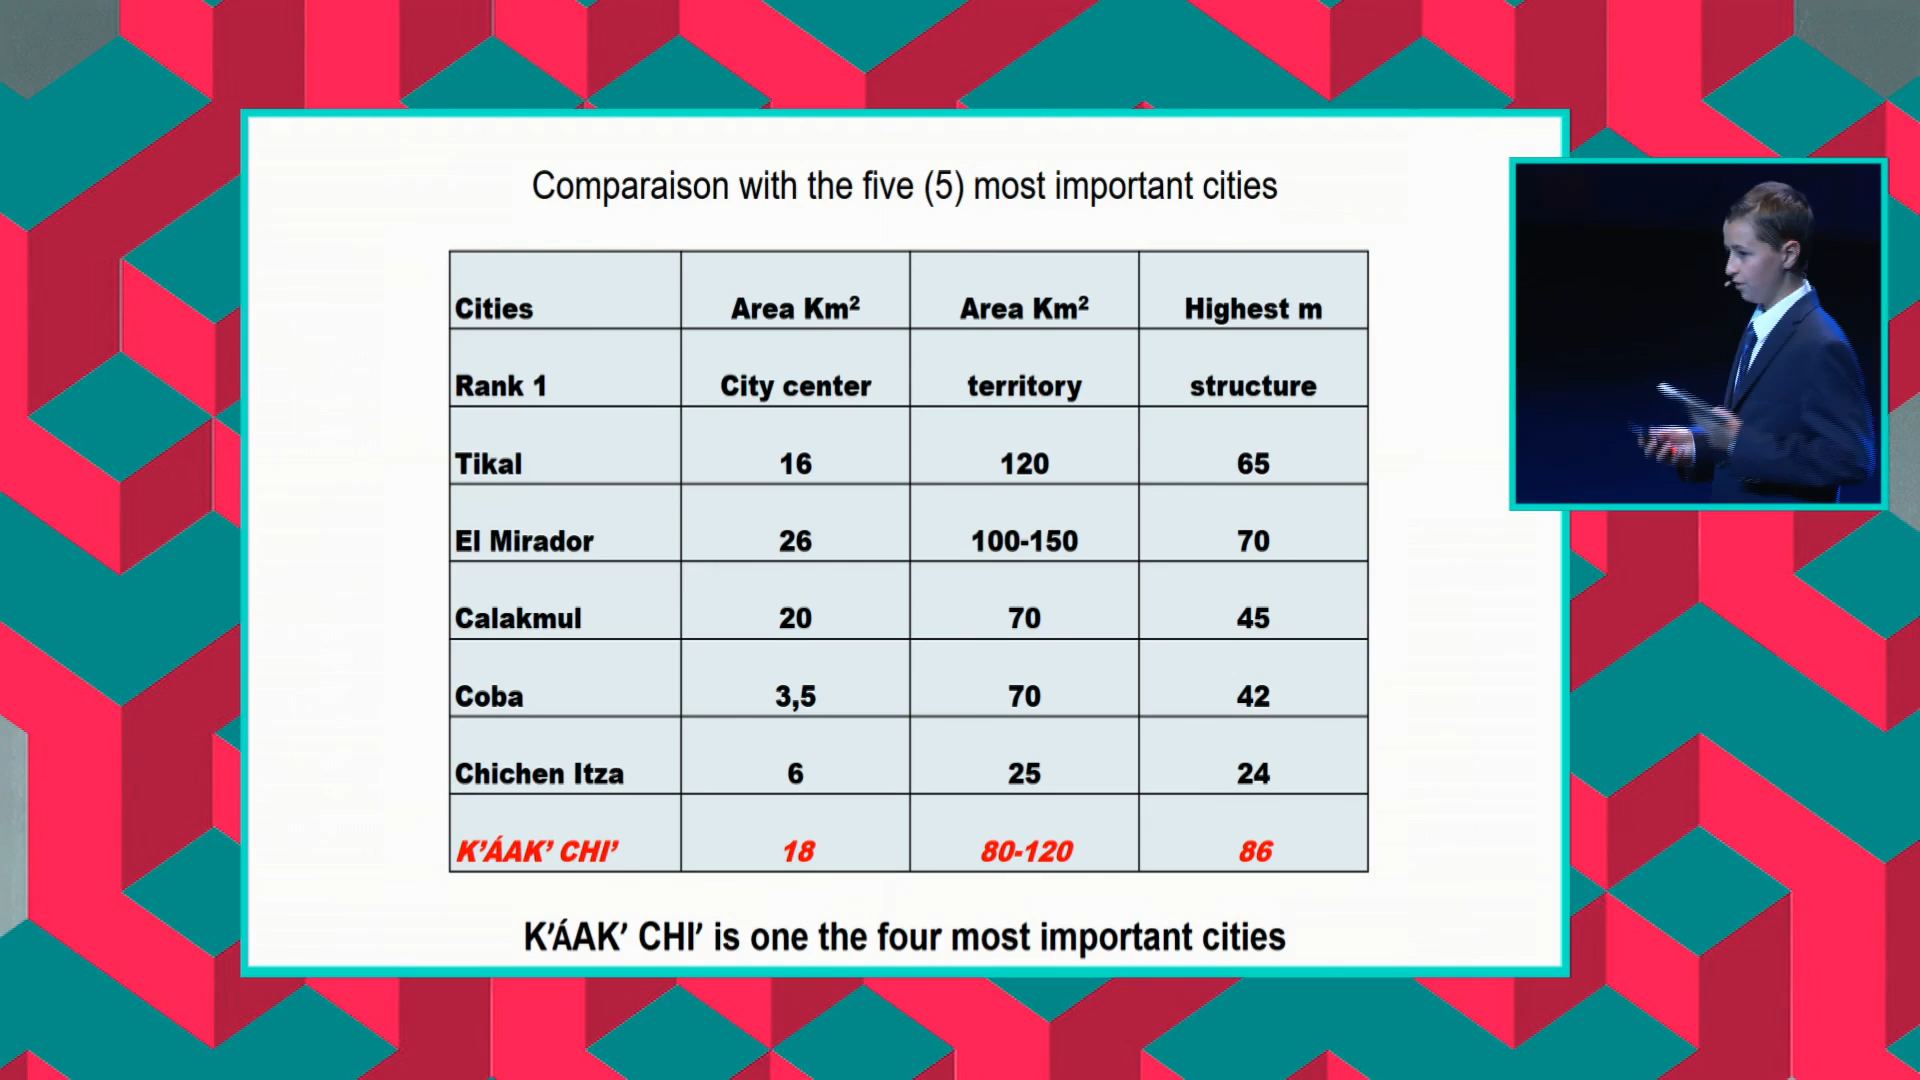 Comparaison with the five (5) most important cities
Cities Area Km² Area Km² Highest m
Rank 1 City center territory structure
Tikal 16 120 65
El Mirador 26 100-150 70
Calakmul 20 70 45
Coba 3,5 70 42
Chichen Itza 6 25 24
K’ÁAK’ CHI’ 18 80-120 86
K’ÁAK’ CHI’ is one the four most important cities